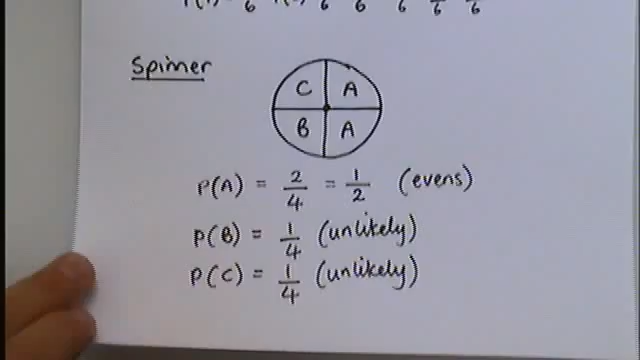 Spinner
C A
B A
P(A) = 2/4 = 1/2 (evens)
P(B) = 1/4 (unlikely)
P(C) = 1/4 (unlikely)